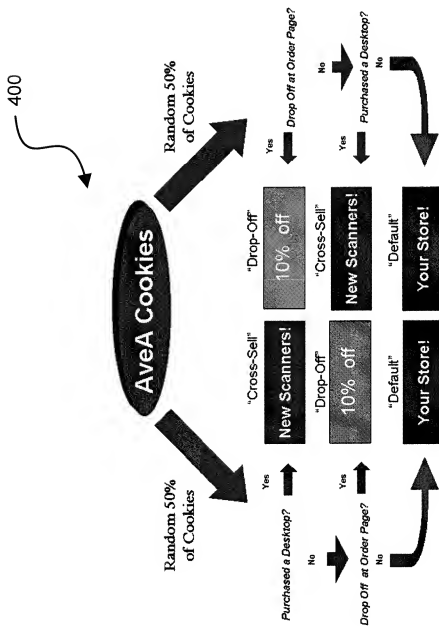 400
AveA Cookies
Random 50%
of Cookies
Random 50%
of Cookies
Purchased a Desktop?
Yes
"Cross-Sell"
New Scanners!
No
Drop Off at Order Page?
Yes
"Drop-Off"
10% off
No
"Default"
Your Store!
"Drop-Off"
10% off
Yes
Drop Off at Order Page?
No
"Cross-Sell"
New Scanners!
Yes
Purchased a Desktop?
No
"Default"
Your Store!